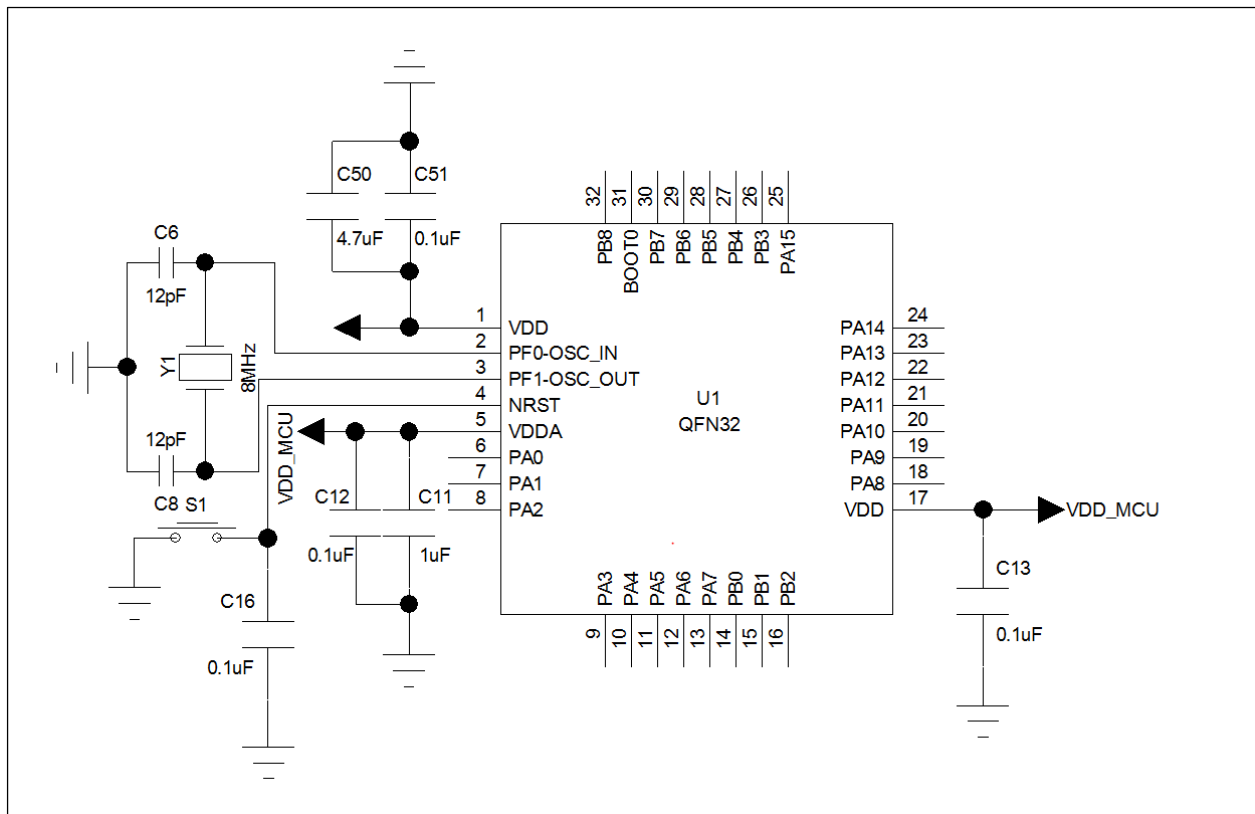 C50
C51
4.7uF
0.1uF
C6
12pF
Y1
8MHz
12pF
C8
S1
VDD_MCU
C12
0.1uF
C11
1uF
C16
0.1uF
32
31
30
29
28
27
26
25
PB8
BOOT0
PB7
PB6
PB5
PB4
PB3
PA15
1 VDD
2 PF0-OSC_IN
3 PF1-OSC_OUT
4 NRST
5 VDDA
6 PA0
7 PA1
8 PA2
U1
QFN32
PA14 24
PA13 23
PA12 22
PA11 21
PA10 20
PA9 19
PA8 18
VDD 17
VDD_MCU
C13
0.1uF
PA3
PA4
PA5
PA6
PA7
PB0
PB1
PB2
9
10
11
12
13
14
15
16